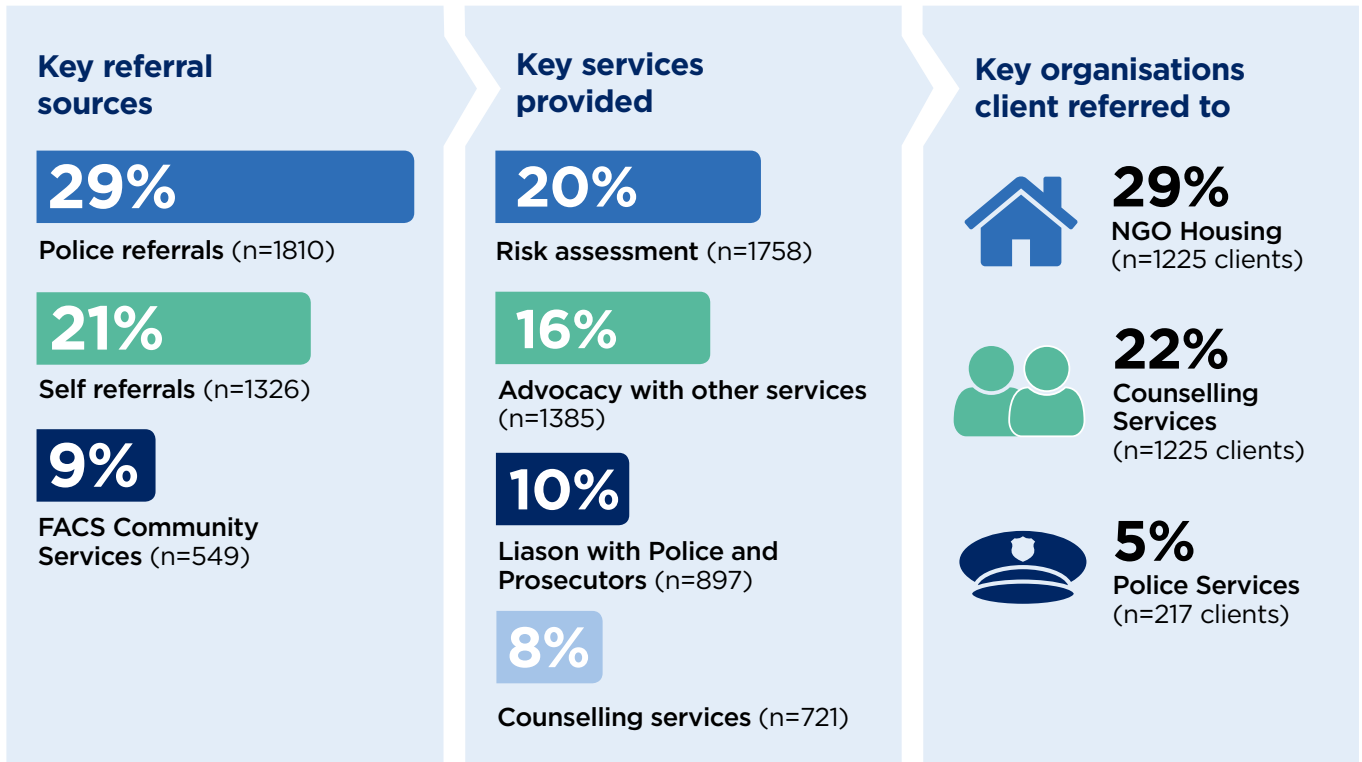 Key referral
sources
29%
Police referrals (n=1810)
21%
Self referrals (n=1326)
9%
FACS Community
Services (n=549)
Key services
provided
20%
Risk assessment (n=1758)
16%
Advocacy with other services
(n=1385)
10%
Liason with Police and
Prosecutors (n=897)
8%
Counselling services (n=721)
Key organisations
client referred to
29%
NGO Housing
(n=1225 clients)
22%
Counselling
Services
(n=1225 clients)
5%
Police Services
(n=217 clients)